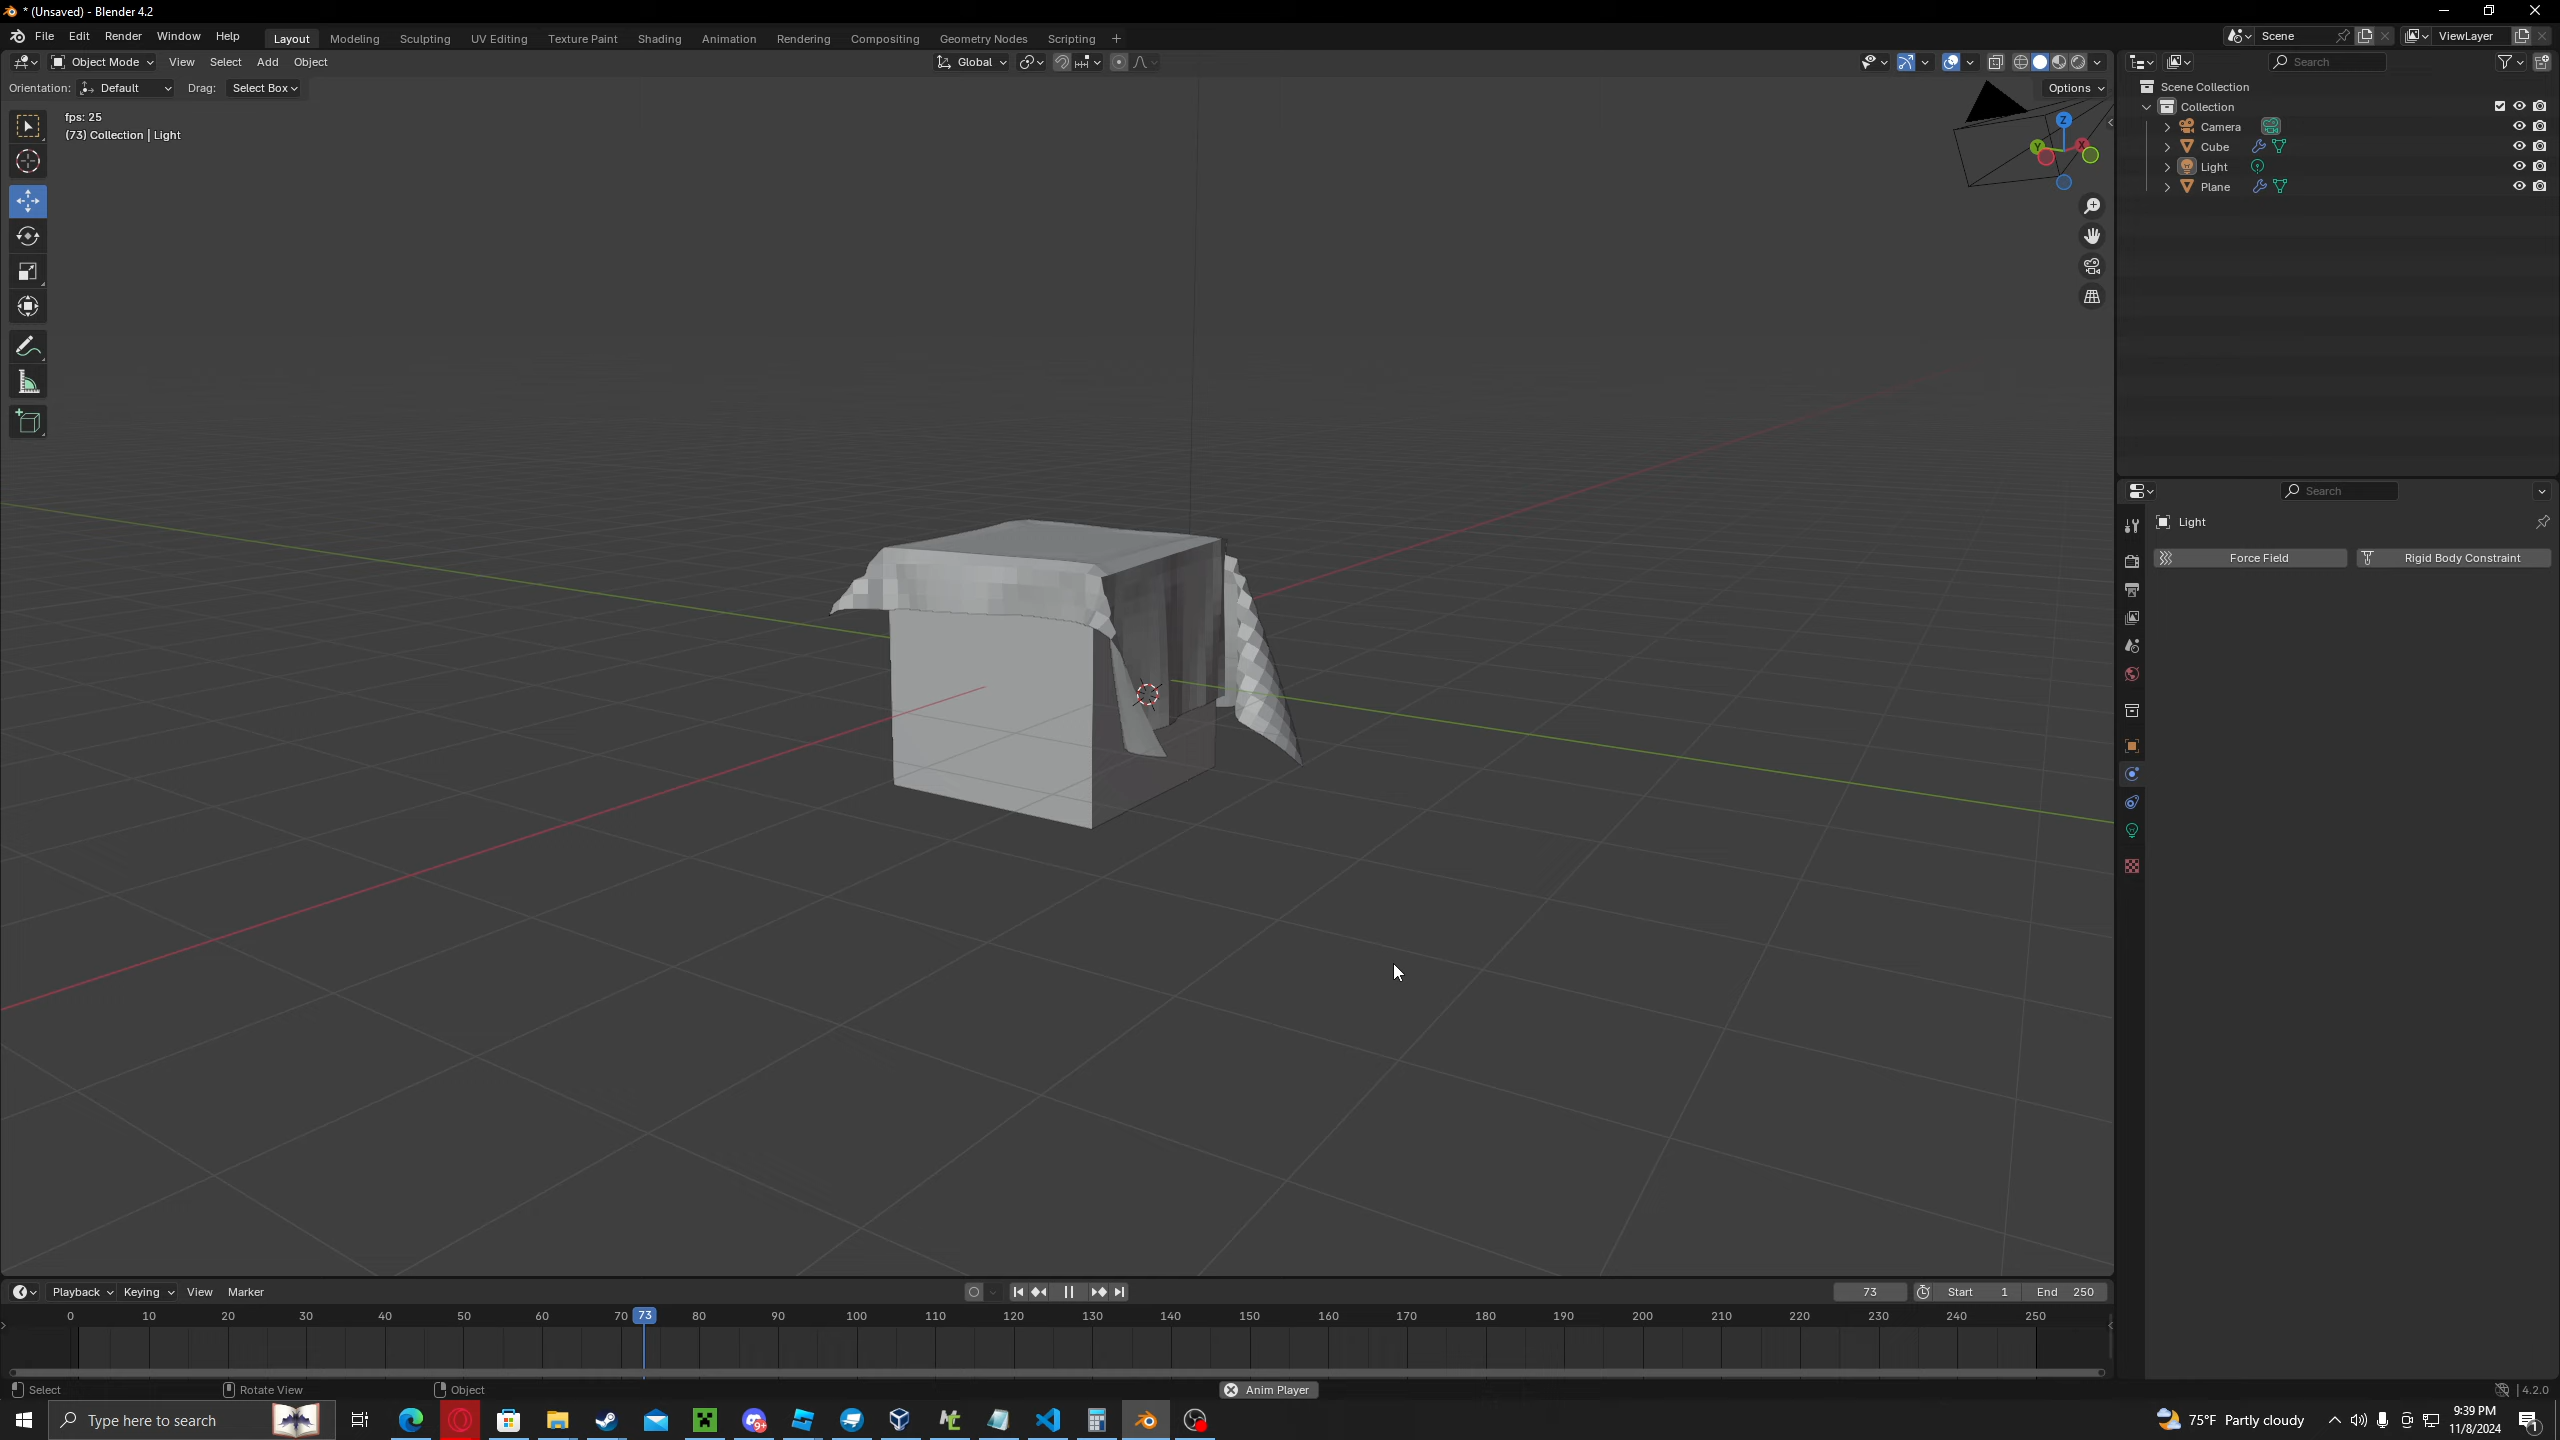 * (Unsaved) - Blender 4.2
File Edit Render Window Help Layout Modeling Sculpting UV Editing Texture Paint Shading Animation Rendering Compositing Geometry Nodes Scripting + Scene ViewLayer
Object Mode View Select Add Object Global Search
Orientation: Default Drag: Select Box Options
Scene Collection
Collection
Camera
Cube
Light
Plane
fps: 25
(73) Collection | Light
Z
Y
X
Search
Light
Force Field Rigid Body Constraint
Playback Keying View Marker 73 Start 1 End 250
0 10 20 30 40 50 60 70 73 80 90 100 110 120 130 140 150 160 170 180 190 200 210 220 230 240 250
Select Rotate View Object Anim Player 4.2.0
Type here to search 9+ 75°F Partly cloudy 9:39 PM 1
11/8/2024